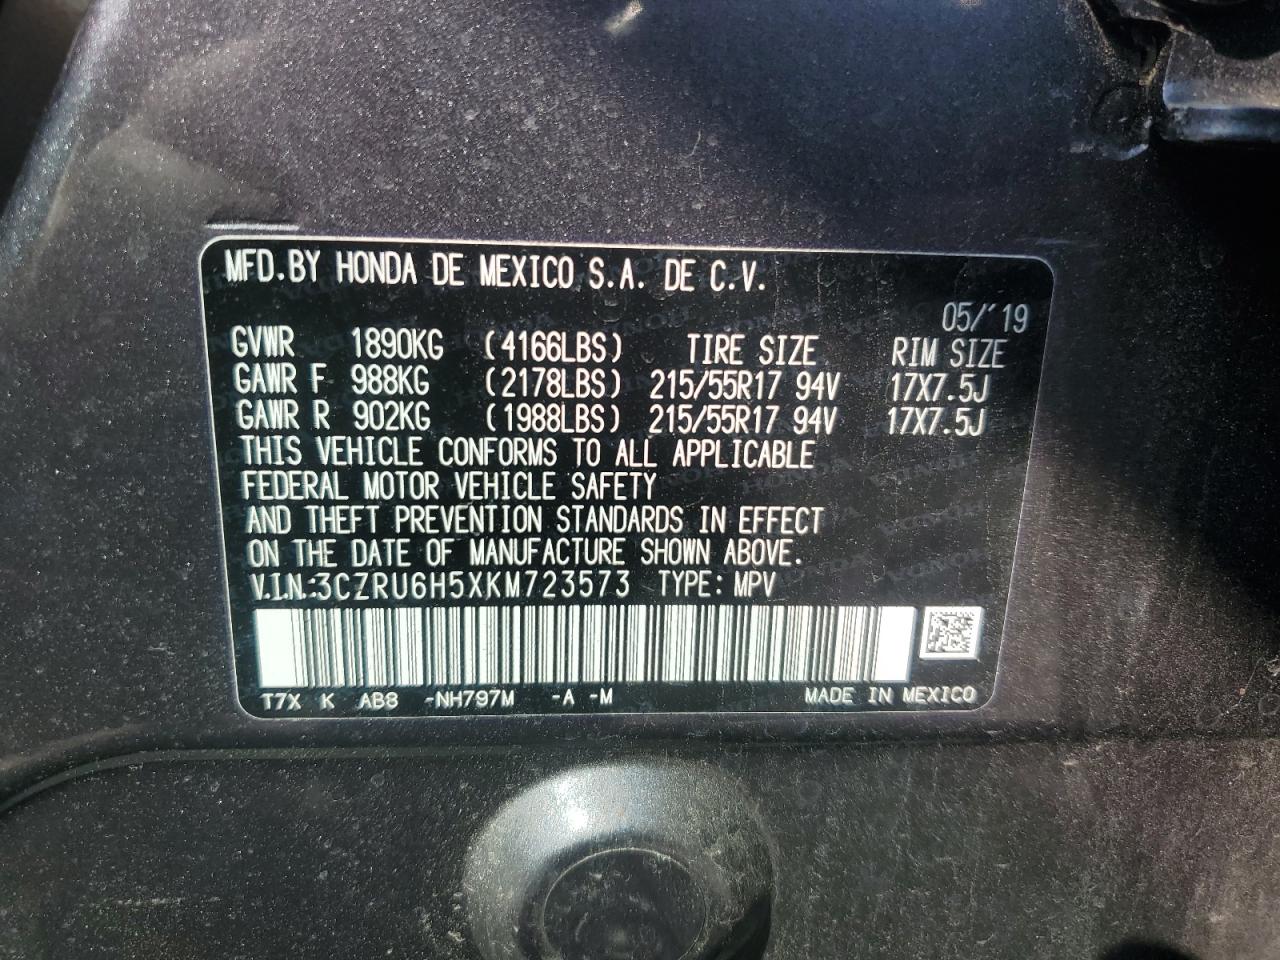 MFD.BY HONDA DE MEXICO S.A. DE C.V.
05/'19
GVWR 1890KG (4166LBS) TIRE SIZE RIM SIZE
GAWR F 988KG (2178LBS) 215/55R17 94V 17X7.5J
GAWR R 902KG (1988LBS) 215/55R17 94V 17X7.5J
THIS VEHICLE CONFORMS TO ALL APPLICABLE
FEDERAL MOTOR VEHICLE SAFETY
AND THEFT PREVENTION STANDARDS IN EFFECT
ON THE DATE OF MANUFACTURE SHOWN ABOVE.
V.I.N.:3CZRU6H5XKM723573 TYPE: MPV
T7X K AB8 -NH797M -A -M MADE IN MEXICO